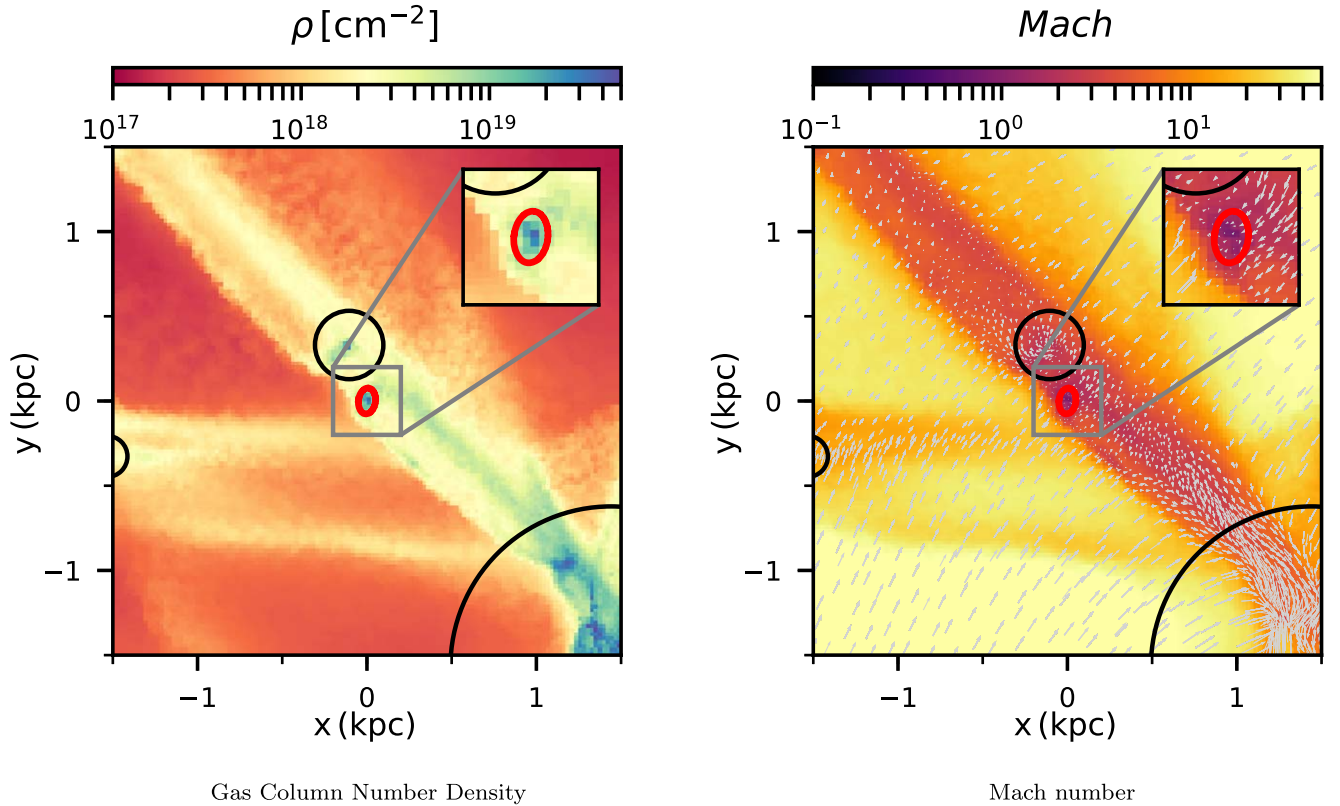 ρ [cm⁻²]
Mach
10¹⁷ 10¹⁸ 10¹⁹
10⁻¹ 10⁰ 10¹
y (kpc)
1
0
−1
−1 0 1
x (kpc)
y (kpc)
1
0
−1
−1 0 1
x (kpc)
Gas Column Number Density
Mach number